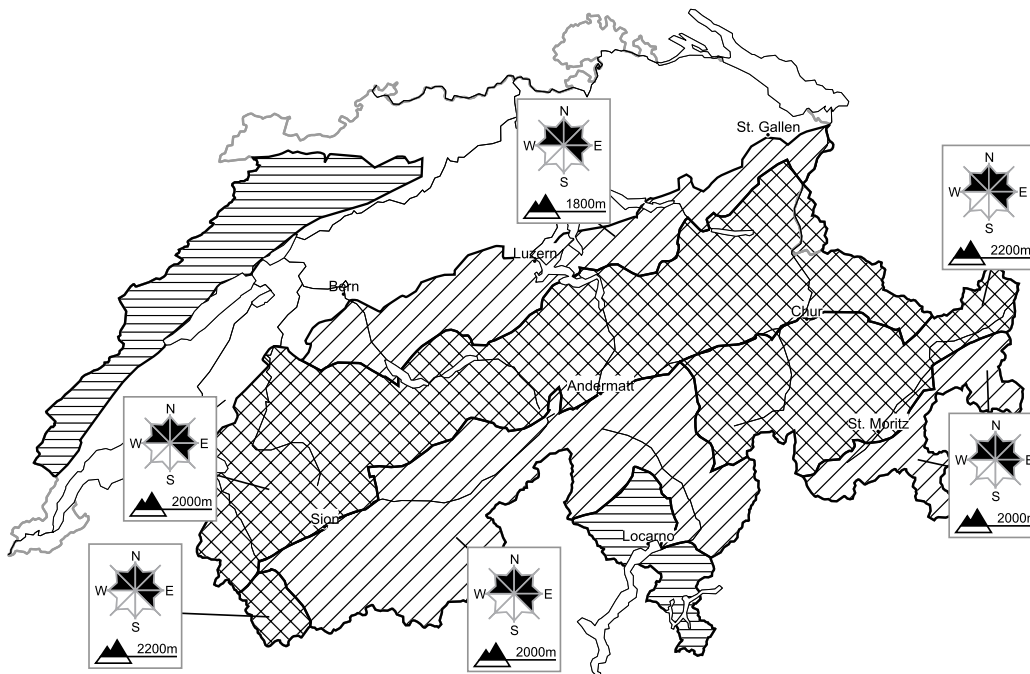 N
W E
S
1800m
St. Gallen
N
W E
S
2200m
Luzern
Bern
Chur
Andermatt
St. Moritz
N
W E
S
2000m
N
W E
S
2000m
Sion
Locarno
N
W E
S
2200m
N
W E
S
2000m